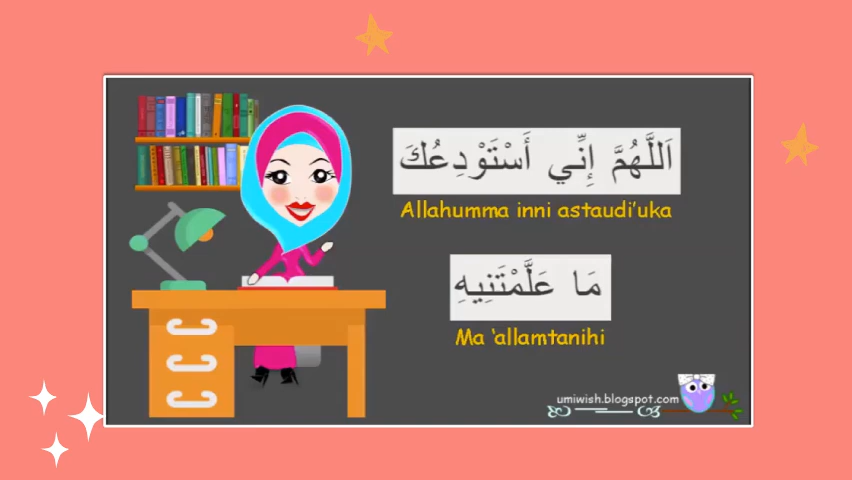 اَللَّهُمَّ إِنِّي أَسْتَوْدِعُكَ
Allahumma inni astaudi'uka
مَا عَلَّمْتَنِيهِ
Ma 'allamtanihi
umiwish.blogspot.com